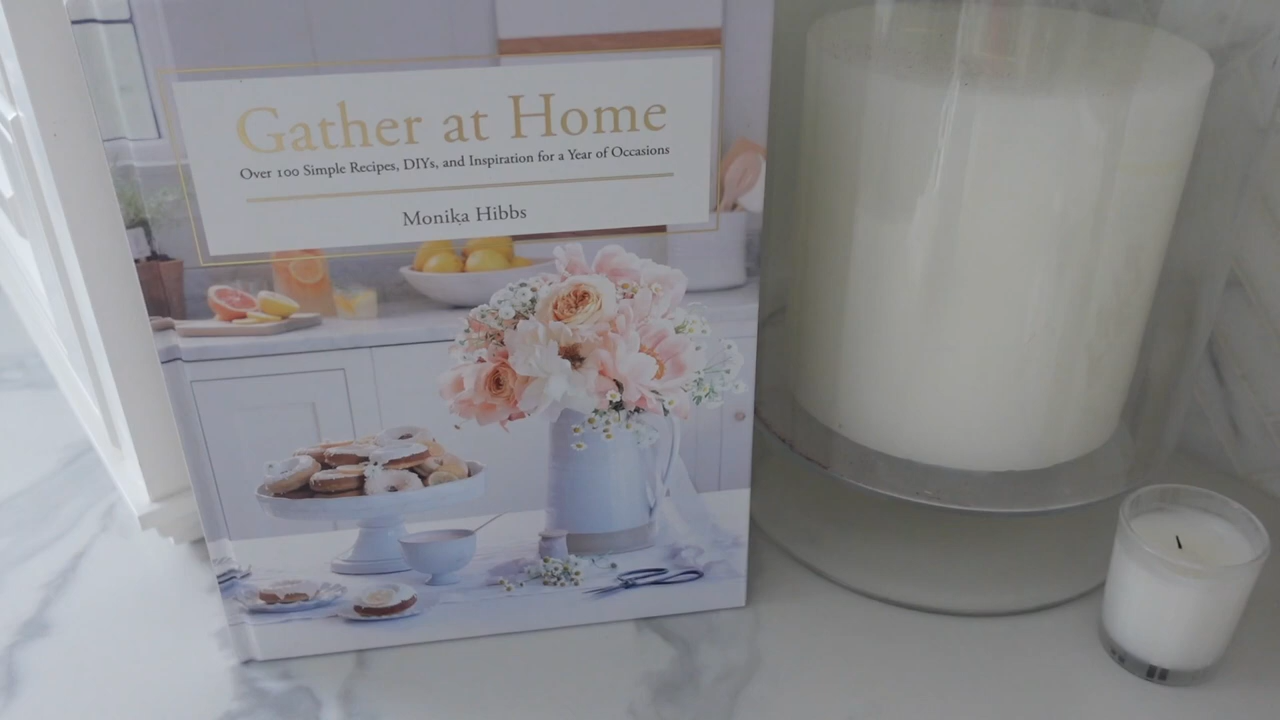 Gather at Home
Over 100 Simple Recipes, DIYs, and Inspiration for a Year of Occasions
Monika Hibbs